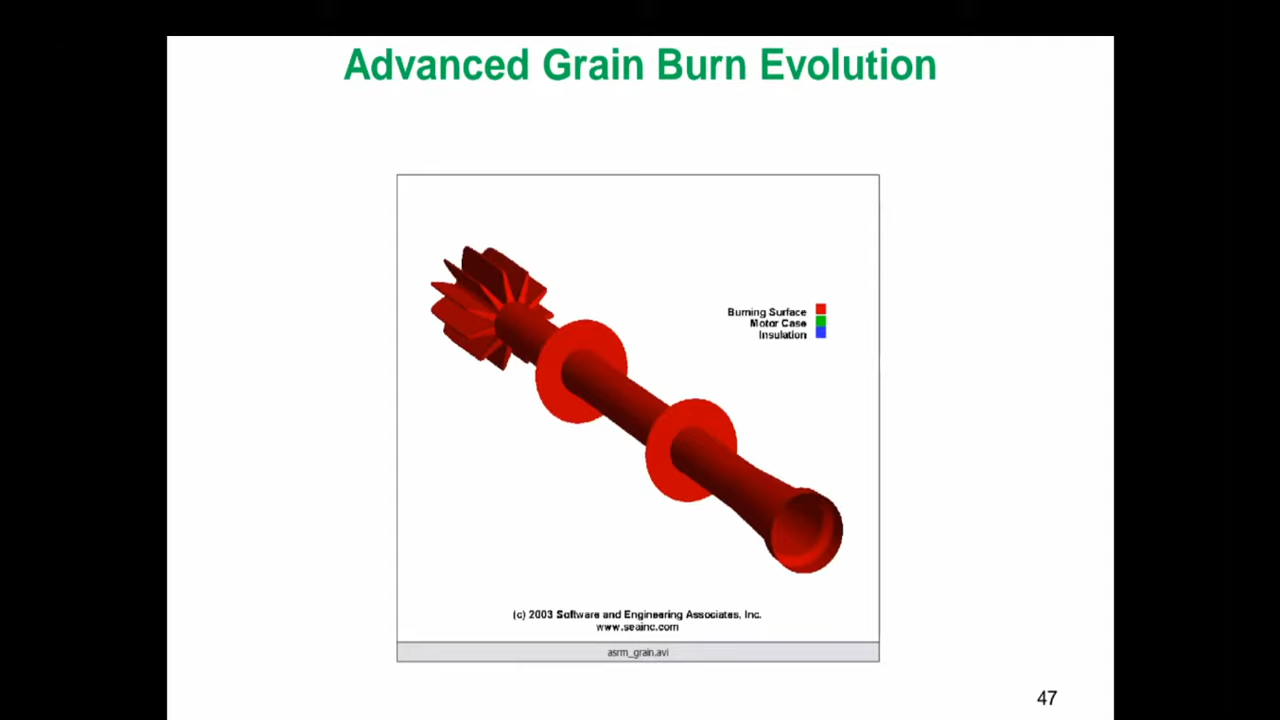 Advanced Grain Burn Evolution
Burning Surface
Motor Case
Insulation
(c) 2003 Software and Engineering Associates, Inc.
www.seainc.com
asrm_grain.avi
47